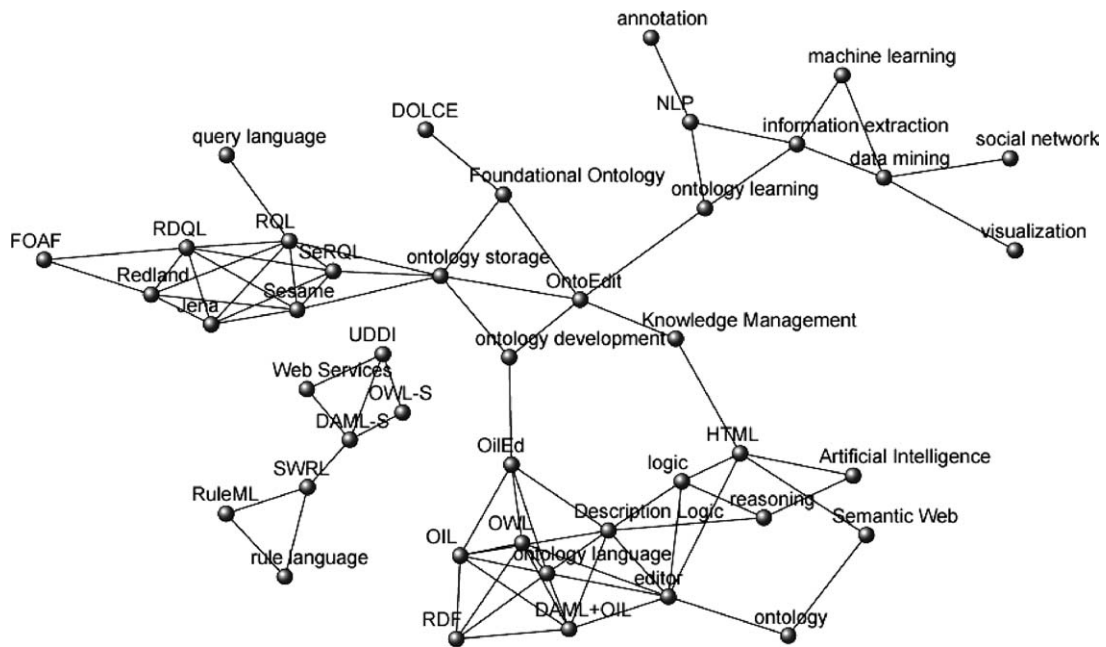 annotation
machine learning
DOLCE
NLP
query language
information extraction
social network
data mining
Foundational Ontology
ontology learning
RDQL
RQL
visualization
FOAF
SeRQL
ontology storage
Redland
Sesame
OntoEdit
Jena
Knowledge Management
UDDI
ontology development
Web Services
OWL-S
DAML-S
HTML
OilEd
Artificial Intelligence
SWRL
logic
RuleML
reasoning
Description Logic
Semantic Web
OIL
OWL
rule language
ontology language
editor
RDF
DAML+OIL
ontology